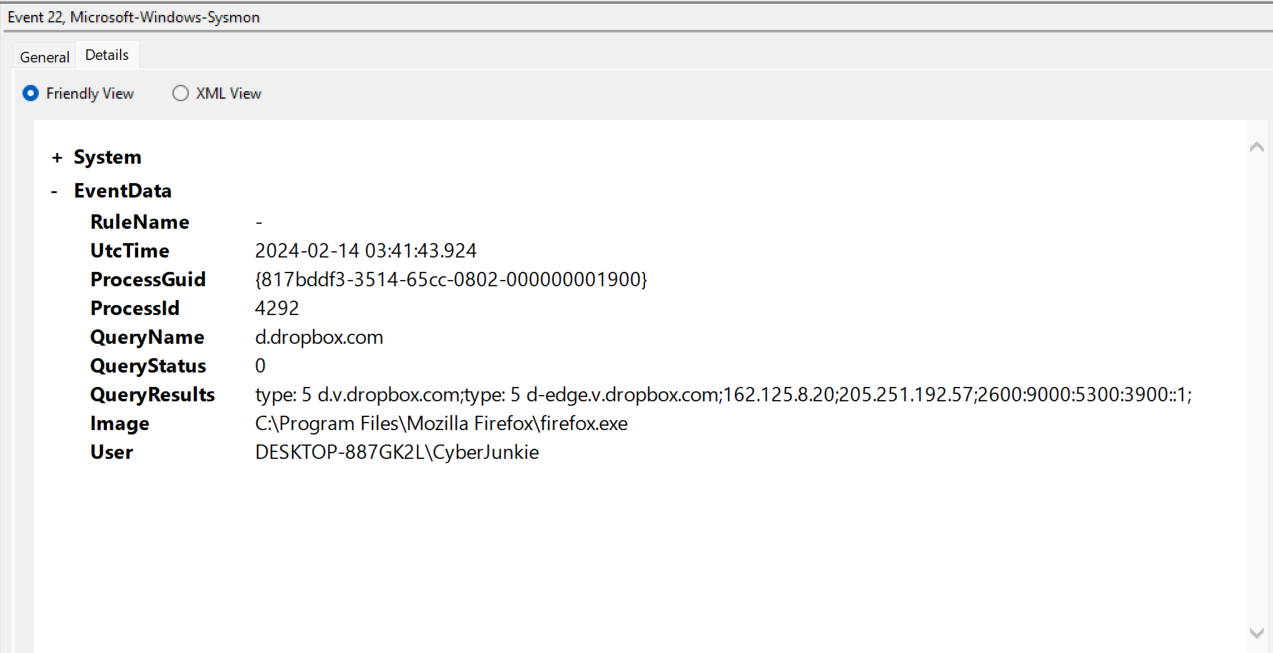 Event 22, Microsoft-Windows-Sysmon
General Details
Friendly View XML View
+ System
- EventData
RuleName -
UtcTime 2024-02-14 03:41:43.924
ProcessGuid {817bddf3-3514-65cc-0802-000000001900}
ProcessId 4292
QueryName d.dropbox.com
QueryStatus 0
QueryResults type: 5 d.v.dropbox.com;type: 5 d-edge.v.dropbox.com;162.125.8.20;205.251.192.57;2600:9000:5300:3900::1;
Image C:\Program Files\Mozilla Firefox\firefox.exe
User DESKTOP-887GK2L\CyberJunkie